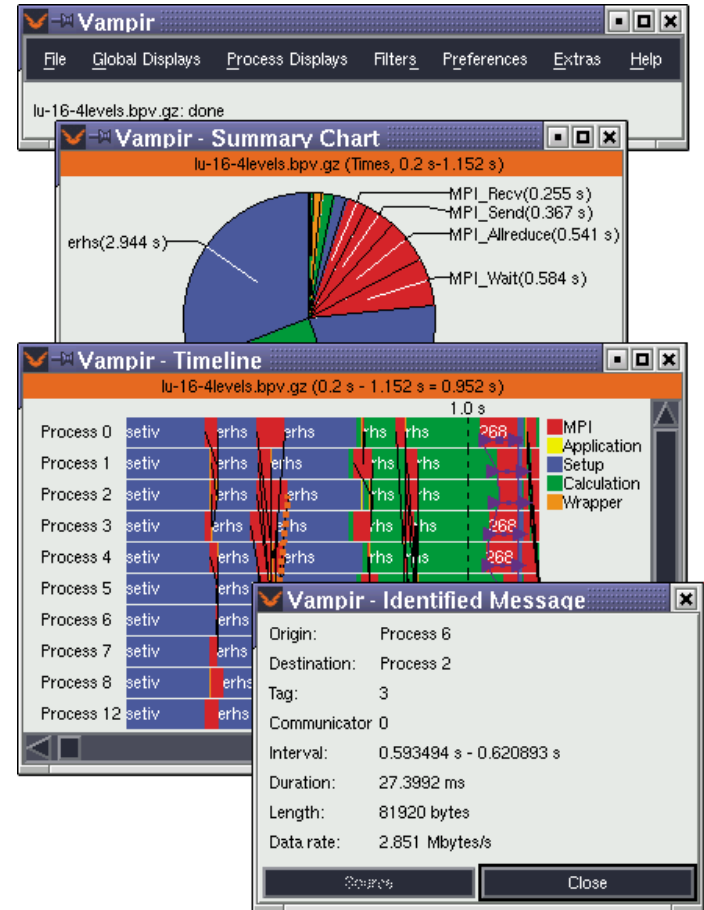 Vampir
File Global Displays Process Displays Filters Preferences Extras Help
lu-16-4levels.bpv.gz: done
Vampir - Summary Chart
lu-16-4levels.bpv.gz (Times, 0.2 s-1.152 s)
MPI_Recv(0.255 s)
MPI_Send(0.367 s)
erhs(2.944 s)
MPI_Allreduce(0.541 s)
MPI_Wait(0.584 s)
Vampir - Timeline
lu-16-4levels.bpv.gz (0.2 s - 1.152 s = 0.952 s)
1.0 s
Process 0 setiv erhs erhs rhs rhs 268
MPI
Application
Setup
Calculation
Wrapper
Process 1 setiv erhs erhs rhs rhs
Process 2 setiv erhs erhs rhs rhs
Process 3 setiv erhs erhs rhs rhs 268
Process 4 setiv erhs erhs rhs rhs 268
Process 5 setiv erhs
Process 6 setiv erhs
Process 7 setiv erhs
Process 8 setiv erhs
Process 12 setiv erhs
Vampir - Identified Message
Origin: Process 6
Destination: Process 2
Tag: 3
Communicator 0
Interval: 0.593494 s - 0.620893 s
Duration: 27.3992 ms
Length: 81920 bytes
Data rate: 2.851 Mbytes/s
Source Close